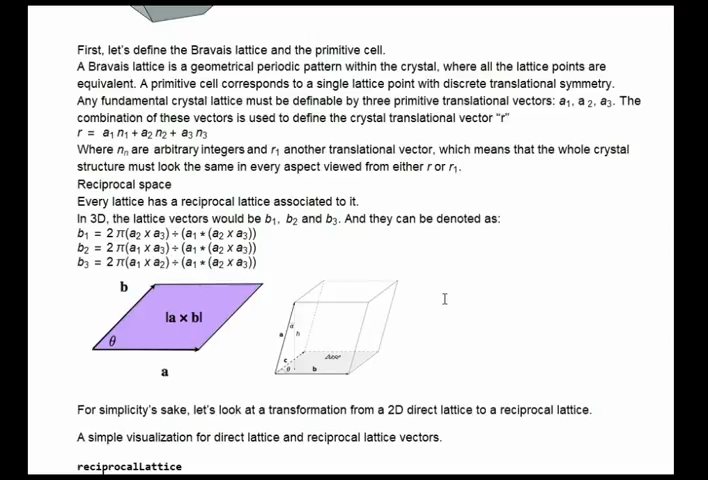 First, let's define the Bravais lattice and the primitive cell.
A Bravais lattice is a geometrical periodic pattern within the crystal, where all the lattice points are
equivalent. A primitive cell corresponds to a single lattice point with discrete translational symmetry.
Any fundamental crystal lattice must be definable by three primitive translational vectors: a₁, a ₂, a₃. The
combination of these vectors is used to define the crystal translational vector "r"
r = a₁ n₁ + a₂ n₂ + a₃ n₃
Where nₙ are arbitrary integers and r₁ another translational vector, which means that the whole crystal
structure must look the same in every aspect viewed from either r or r₁.
Reciprocal space
Every lattice has a reciprocal lattice associated to it.
In 3D, the lattice vectors would be b₁, b₂ and b₃. And they can be denoted as:
b₁ = 2 π(a₂ x a₃) ÷ (a₁ * (a₂ x a₃))
b₂ = 2 π(a₁ x a₃) ÷ (a₁ * (a₂ x a₃))
b₃ = 2 π(a₁ x a₂) ÷ (a₁ * (a₂ x a₃))
b
|a x b|
θ
a
α
a
h
c
θ
b
Base
For simplicity's sake, let's look at a transformation from a 2D direct lattice to a reciprocal lattice.
A simple visualization for direct lattice and reciprocal lattice vectors.
reciprocalLattice